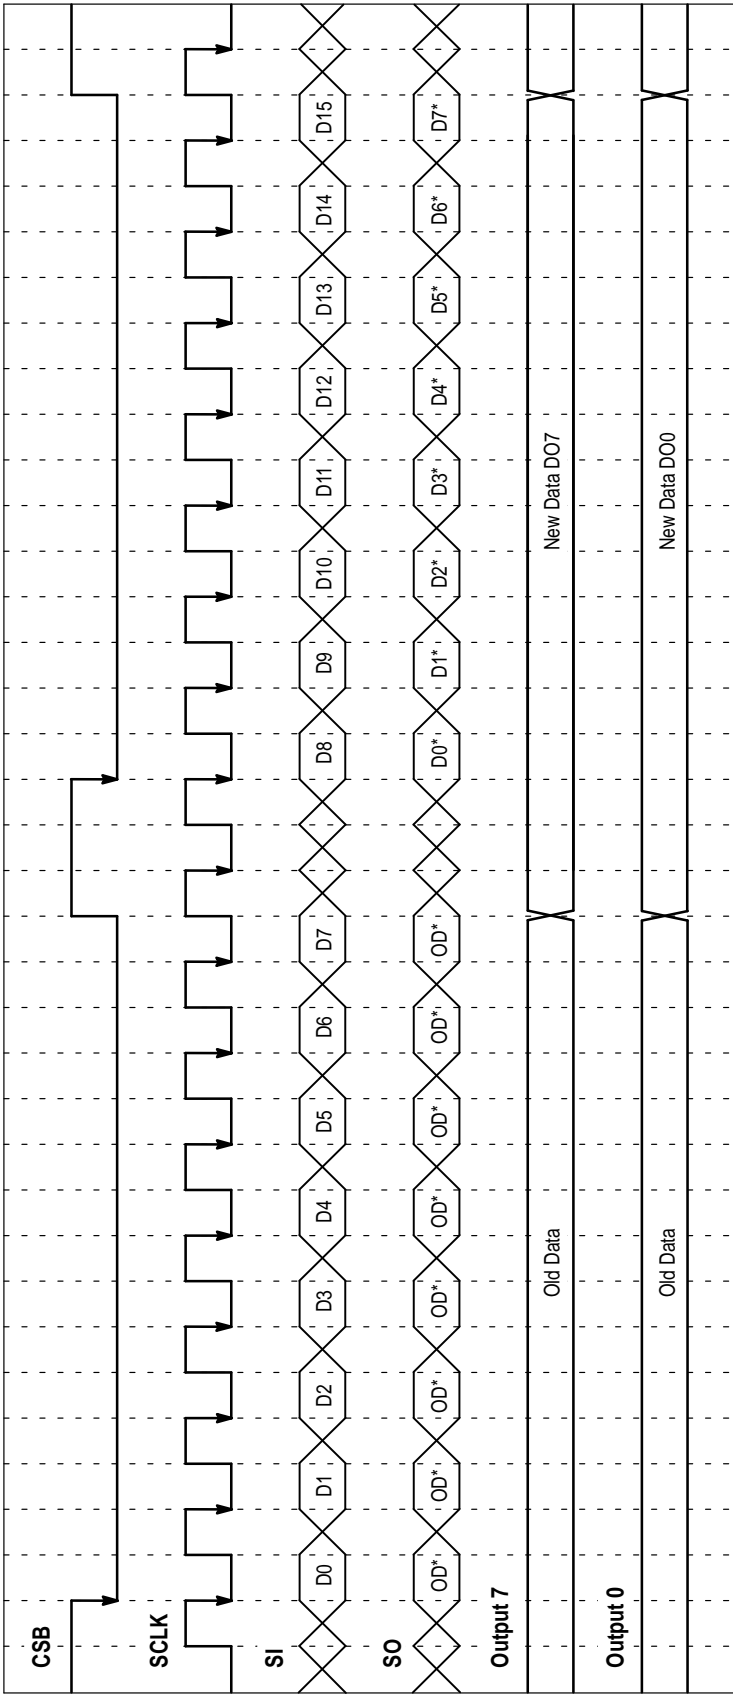 CSB
SCLK
SI
D0 D1 D2 D3 D4 D5 D6 D7 D8 D9 D10 D11 D12 D13 D14 D15
SO
OD* OD* OD* OD* OD* OD* OD* OD* D0* D1* D2* D3* D4* D5* D6* D7*
Output 7
Old Data New Data DO7
Output 0
Old Data New Data DO0